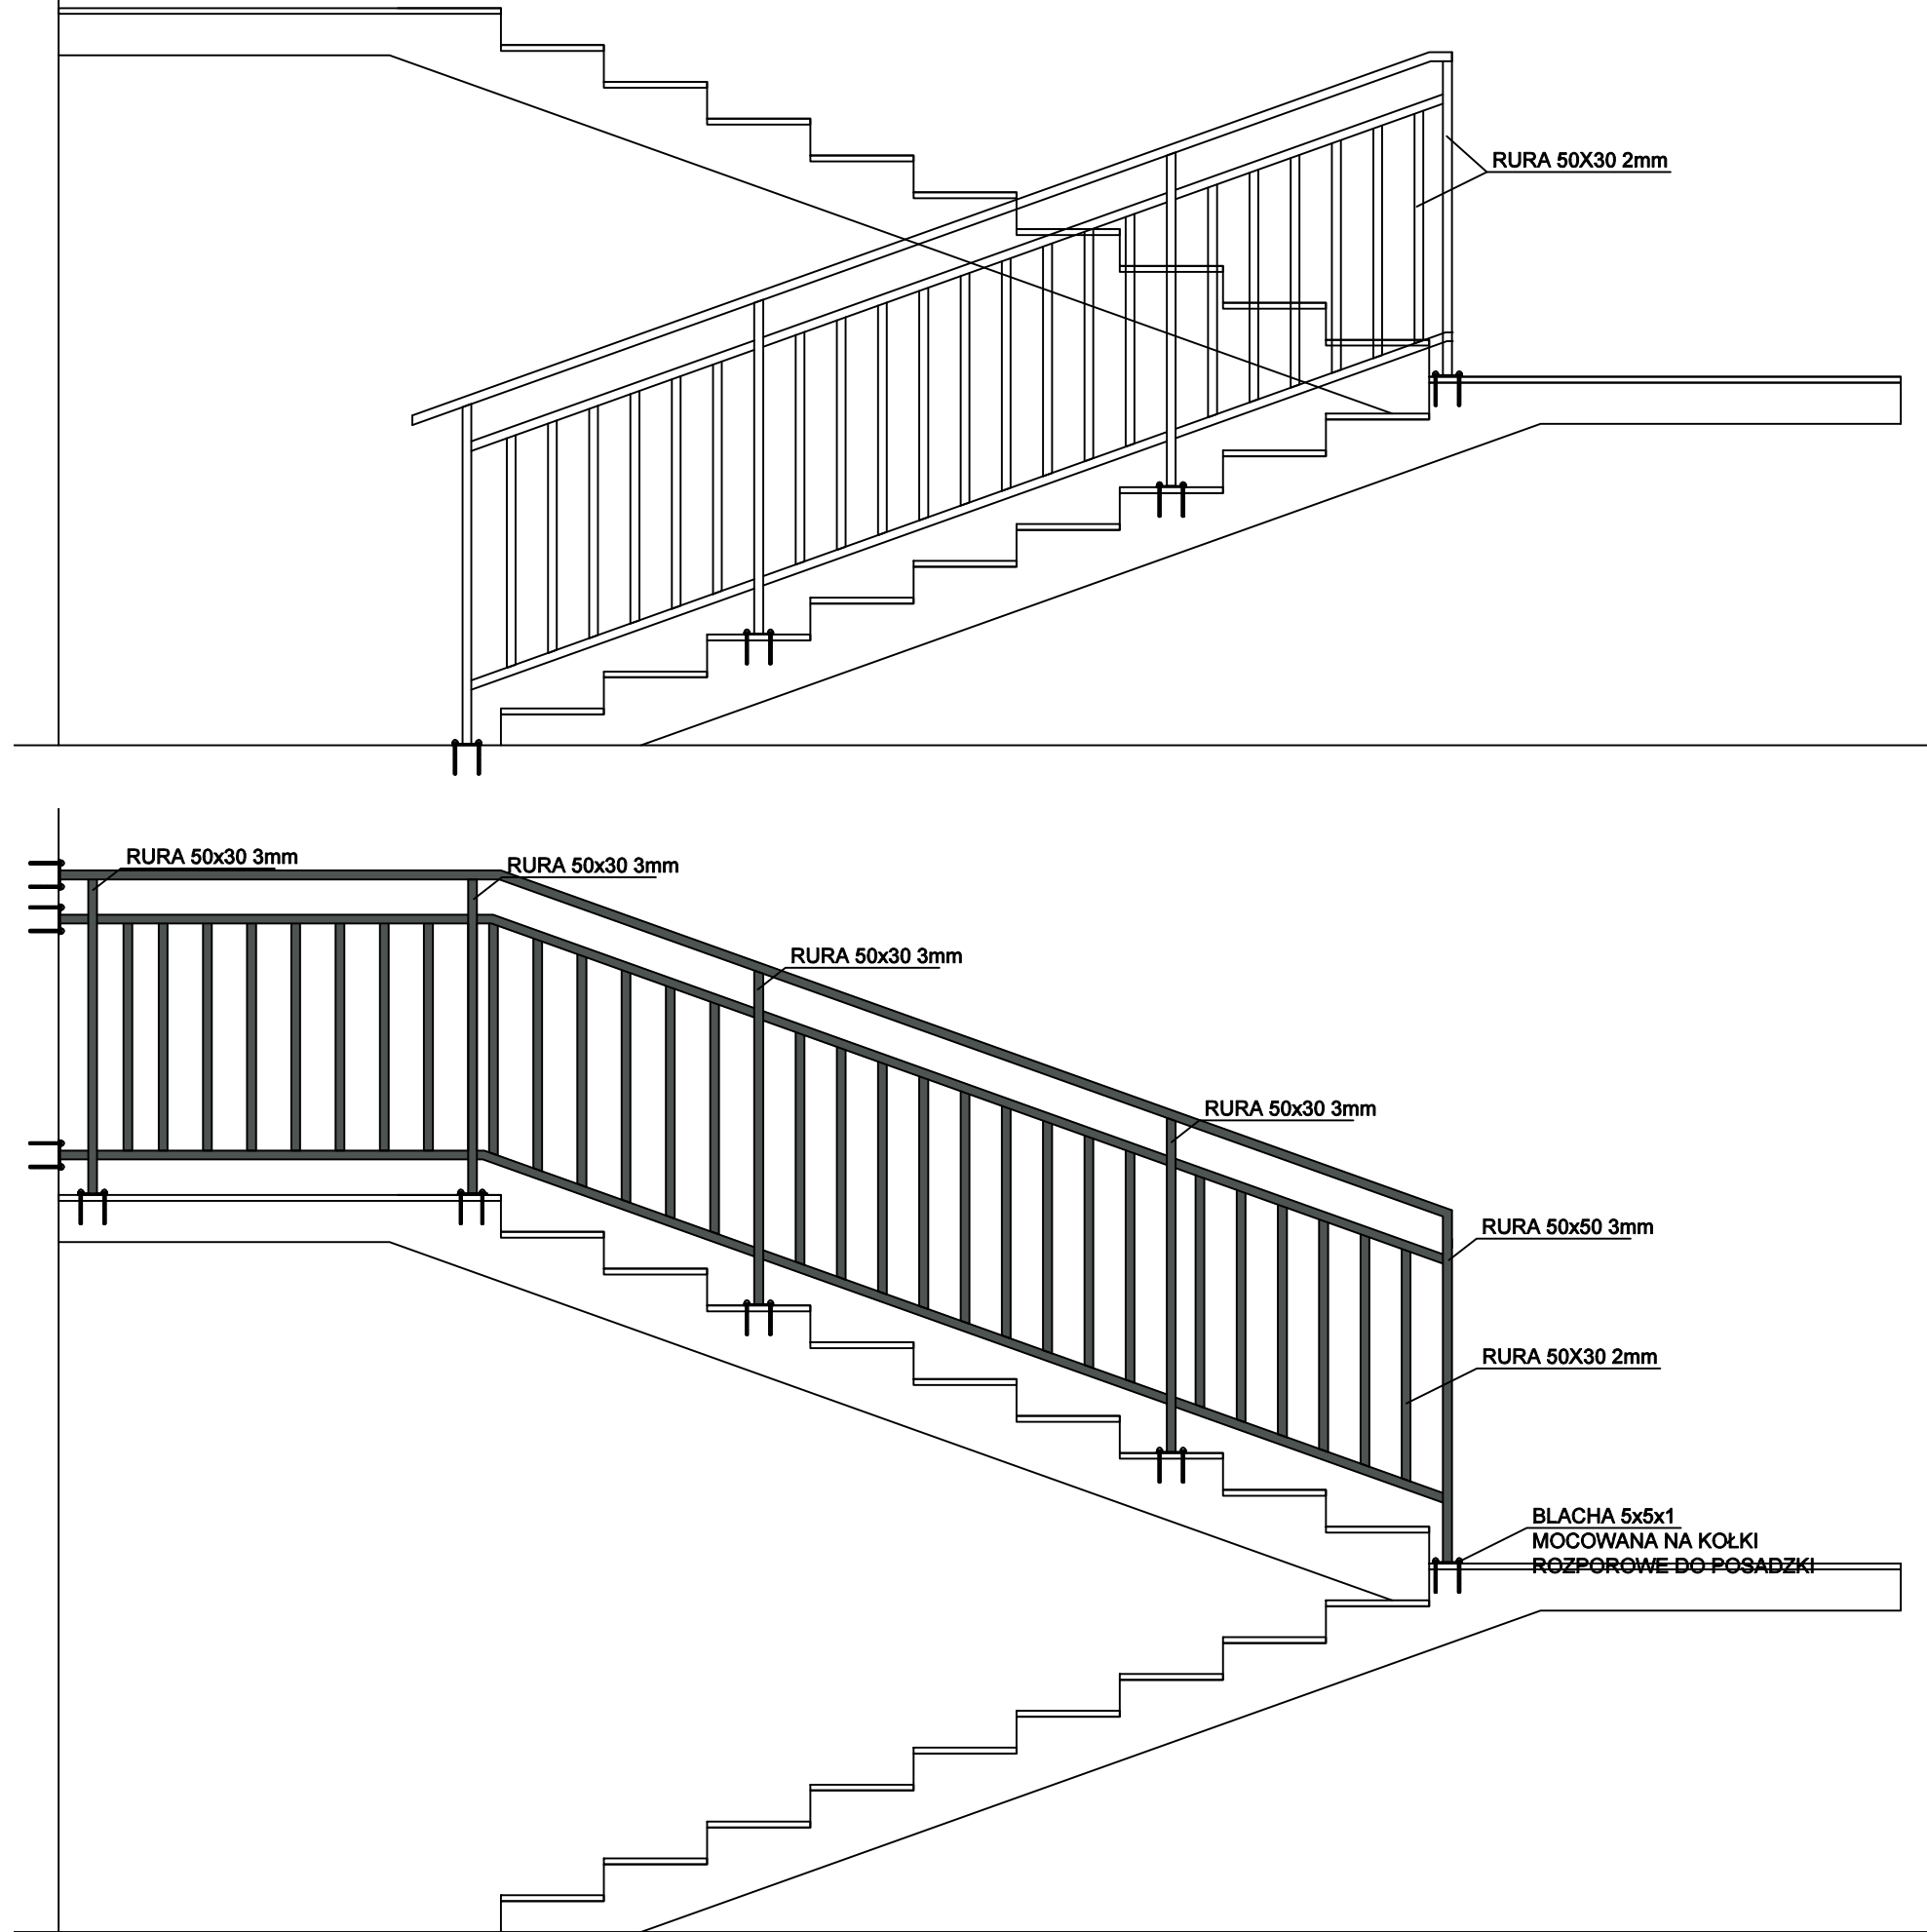 RURA 50X30 2mm
RURA 50x30 3mm
RURA 50x30 3mm
RURA 50x30 3mm
RURA 50x30 3mm
RURA 50x50 3mm
RURA 50X30 2mm
BLACHA 5x5x1
MOCOWANA NA KOŁKI
ROZPOROWE DO POSADZKI